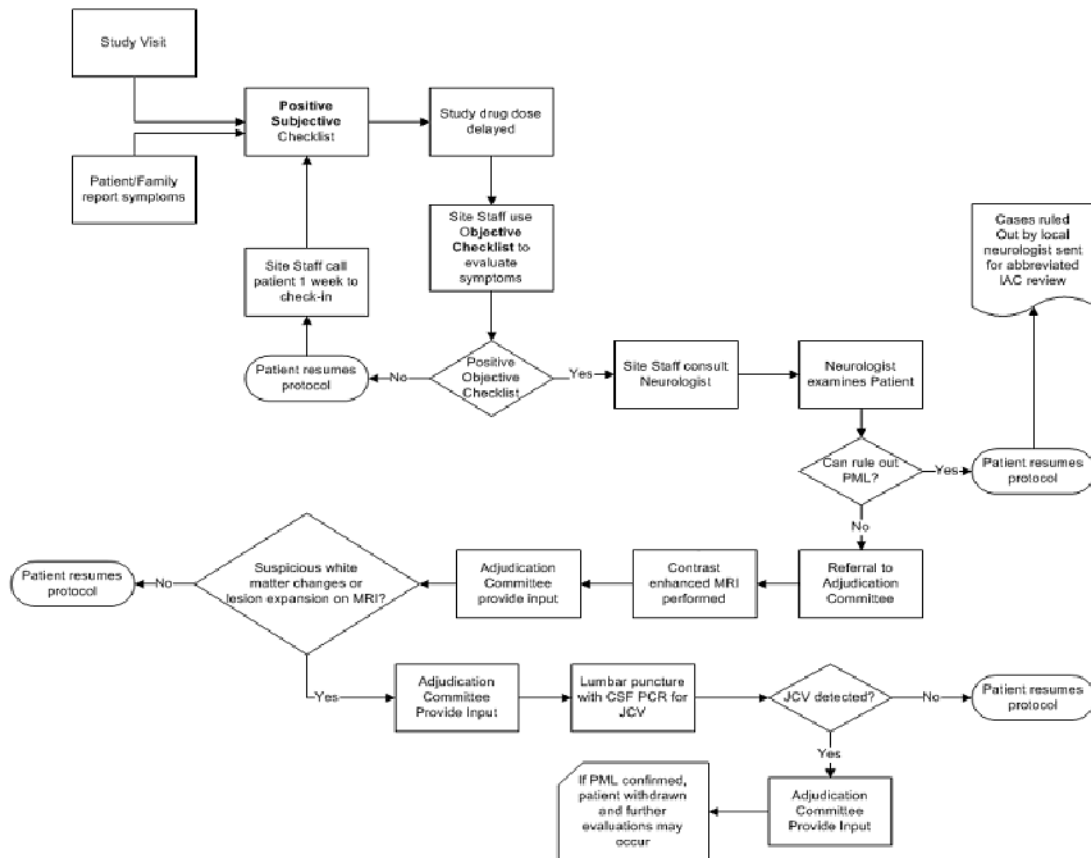 Study Visit
Positive
Subjective
Checklist
Study drug dose
delayed
Patient/Family
report symptoms
Site Staff use
Objective
Checklist to
evaluate
symptoms
Cases ruled
Out by local
neurologist sent
for abbreviated
IAC review
Site Staff call
patient 1 week to
check-in
Patient resumes
protocol
No
Positive
Objective
Checklist
Yes
Site Staff consult
Neurologist
Neurologist
examines Patient
Can rule out
PML?
Yes
Patient resumes
protocol
No
Patient resumes
protocol
No
Suspicious white
matter changes or
lesion expansion on MRI?
Adjudication
Committee
provide input
Contrast
enhanced MRI
performed
Referral to
Adjudication
Committee
Yes
Adjudication
Committee
Provide Input
Lumbar puncture
with CSF PCR for
JCV
JCV detected?
No
Patient resumes
protocol
Yes
If PML confirmed,
patient withdrawn
and further
evaluations may
occur
Adjudication
Committee
Provide Input